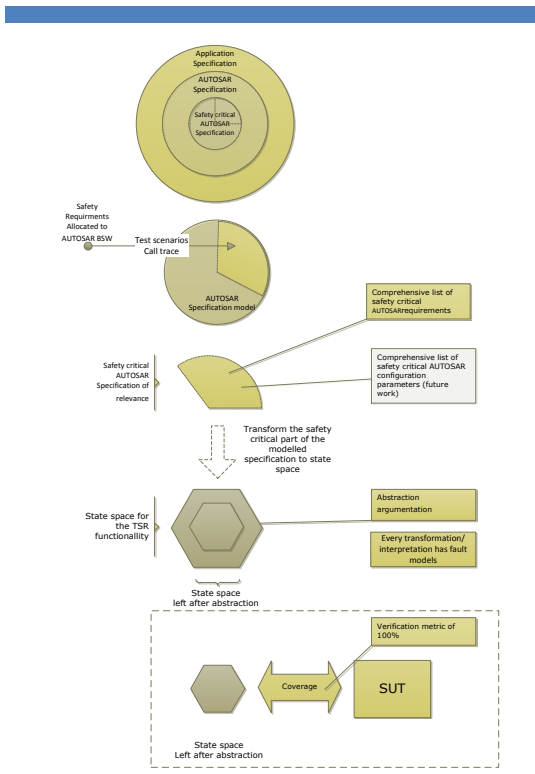 Application
Specification
AUTOSAR
Specification
Safety critical
AUTOSAR
Specification
Safety
Requirments
Allocated to
AUTOSAR BSW
Test scenarios
Call trace
AUTOSAR
Specification model
Comprehensive list of
safety critical
AUTOSARrequirements
Safety critical
AUTOSAR
Specification of
relevance
Comprehensive list of
safety critical AUTOSAR
configuration
parameters (future
work)
Transform the safety
critical part of the
modelled
specification to state
space
State space for
the TSR
functionallity
Abstraction
argumentation
Every transformation/
interpretation has fault
models
State space
left after abstraction
Verification metric of
100%
Coverage
SUT
State space
Left after abstraction